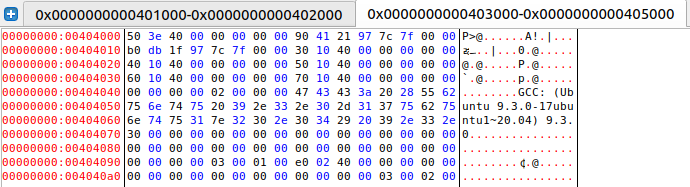 0x0000000000401000-0x0000000000402000 0x0000000000403000-0x0000000000405000
00000000:00404000 50 3e 40 00 00 00 00 00 90 41 21 97 7c 7f 00 00 P>@......A!.|...
00000000:00404010 b0 db 1f 97 7c 7f 00 00 30 10 40 00 00 00 00 00
00000000:00404020 40 10 40 00 00 00 00 00 50 10 40 00 00 00 00 00 @.@.....P.@.....
00000000:00404030 60 10 40 00 00 00 00 00 70 10 40 00 00 00 00 00 `.@.....p.@.....
00000000:00404040 00 00 00 00 02 00 00 00 47 43 43 3a 20 28 55 62 ........GCC: (Ub
00000000:00404050 75 6e 74 75 20 39 2e 33 2e 30 2d 31 37 75 62 75 untu 9.3.0-17ubu
00000000:00404060 6e 74 75 31 7e 32 30 2e 30 34 29 20 39 2e 33 2e ntu1~20.04) 9.3.
00000000:00404070 30 00 00 00 00 00 00 00 00 00 00 00 00 00 00 00 0...............
00000000:00404080 00 00 00 00 00 00 00 00 00 00 00 00 00 00 00 00 ................
00000000:00404090 00 00 00 00 03 00 01 00 e0 02 40 00 00 00 00 00
00000000:004040a0 00 00 00 00 00 00 00 00 00 00 00 00 03 00 02 00 ................